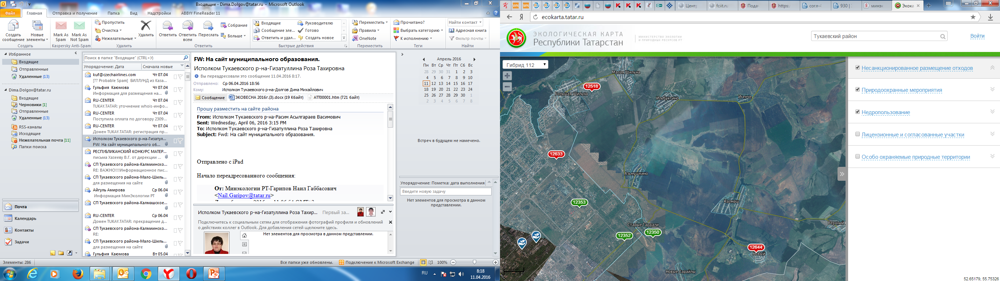 Входящие - Dima.Dolgov@tatar.ru - Microsoft Outlook
Файл
Главная
Отправка и получение
Папка
Вид
Надстройки
ABBYY FineReader 11
Создать сообщение
Новые элементы
Создать
Mark As Spam
Mark As Not Spam
Kaspersky Anti-Spam
Пропустить
Очистка
Нежелательные
Удалить
Удалить
Ответить
Ответить всем
Переслать
Собрание
Больше
Ответить
Входящие
Сообщение эле...
Ответить и удал...
Руководителю
Готово
Создать новое
Быстрые действия
Переместить
Правила
OneNote
Переместить
Прочитано?
Выбрать категорию
К исполнению
Теги
Найти контакт
Адресная книга
Фильтр почты
Найти
Избранное
Входящие
Отправленные
Удаленные (13)
Dima.Dolgov@tatar.ru
Входящие
Черновики [1]
Отправленные
Удаленные (13)
RSS-каналы
Исходящие
Нежелательная почта [11]
Папки поиска
Почта
Календарь
Контакты
Задачи
Поиск в папке "Входящие" (CTRL+У)
Упорядочение: Дата
Сначала новые
kuf@czechairlines.com Чт 07.04
[?? Probable Spam] БИЛЛУНД из Каза...
Гульфия Каюмова Чт 07.04
Информация для размещения на...
RU-CENTER Чт 07.04
TUKAY.TATAR: уточнение whois-инфо...
RU-CENTER Чт 07.04
Поступила оплата по договору 2309...
RU-CENTER Чт 07.04
Домен TUKAY.TATAR: регистрация пр...
Исполком Тукаевского р-на-Гизатул...
FW: На сайт муниципального об...
РЕСПУБЛИКАНСКИЙ КОНКУРС МАТЕР...
письма Хазееву В.Г. от дирекции ...
СП Тукаевского района-Калмиинско...
RE: ВАЖНО!!!!Информационное пис...
СП Тукаевского района-Мало-Шиль...
для размещения на сайте
Айгуль Амирова Ср 06.04
Информация МинЭкологии РТ
СП Тукаевского района-Калмашское...
RU-CENTER Ср 06.04
Домен TUKAY.TATAR: прекращение д...
СП Тукаевского района-Калмиинско...
RE:
СП Тукаевского района-Мало-Шиль...
для размещения на сайте
Гульфия Каюмова Вт 05.04
FW: На сайт муниципального образования.
Исполком Тукаевского р-на-Гизатуллина Роза Тахировна
Вы переадресовали это сообщение 11.04.2016 8:17.
Отправлено: Ср 06.04.2016 18:56
Кому: Исполком Тукаевского р-на-Долгов Дима Михайлович
Сообщение
ЭКОВЕСНА 2016г.(3).docx (19 Кбайт)
ATT00001.htm (721 байт)
Прошу разместить на сайте района
From: Исполком Тукаевского р-на-Расим Асылгараев Васимович
Sent: Wednesday, April 06, 2016 3:15 PM
To: Исполком Тукаевского р-на-Гизатуллина Роза Тахировна
Subject: Fwd: На сайт муниципального образования.
Отправлено с iPad
Начало переадресованного сообщения:
От: Минэкологии РТ-Гарипов Наил Габбасович
<Nail.Garipov@tatar.ru>
Исполком Тукаевского р-на-Гизатуллина Роза Тахир... Первый за...
Подключитесь к социальным сетям для отображения фотографий профиля и обновлений
о действиях коллег в Outlook. Для добавления сетей щелкните здесь.
Нет элементов для просмотра в данном представлении.
Апрель 2016
Пн Вт Ср Чт Пт Сб Вс
28 29 30 31 1 2 3
4 5 6 7 8 9 10
11 12 13 14 15 16 17
18 19 20 21 22 23 24
25 26 27 28 29 30 1
2 3 4 5 6 7 8
Встреч в будущем не намечено.
Упорядочение: Пометка: дата выполнения
Введите новую задачу
Нет элементов для просмотра в данном
представлении.
Элементы: 286
Все папки уже обновлены.
Подключение к Microsoft Exchange
100%
RU
8:18
11.04.2016
Центр
fciit.ru
Подач
https:/
согл-4
930 |
минэк
Экока
ecokarta.tatar.ru
ЭКОЛОГИЧЕСКАЯ КАРТА
Республики Татарстан
МИНИСТЕРСТВО ЭКОЛОГИИ
И ПРИРОДНЫХ РЕСУРСОВ РТ
Тукаевский район
Войти
Гибрид 112
Малая Шильна
12518
Большая Шильна
Ильбухтино
Игенче
12633
Азьмушкино
12353
Калмаш
Старые Гардали
Верхний
12352
12350
12644
Новый
Новые Сарайлы
Несанкционированное размещение отходов
Природоохранные мероприятия
Недропользование
Лицензионные и согласованные участки
Особо охраняемые природные территории
52.65179, 55.75326